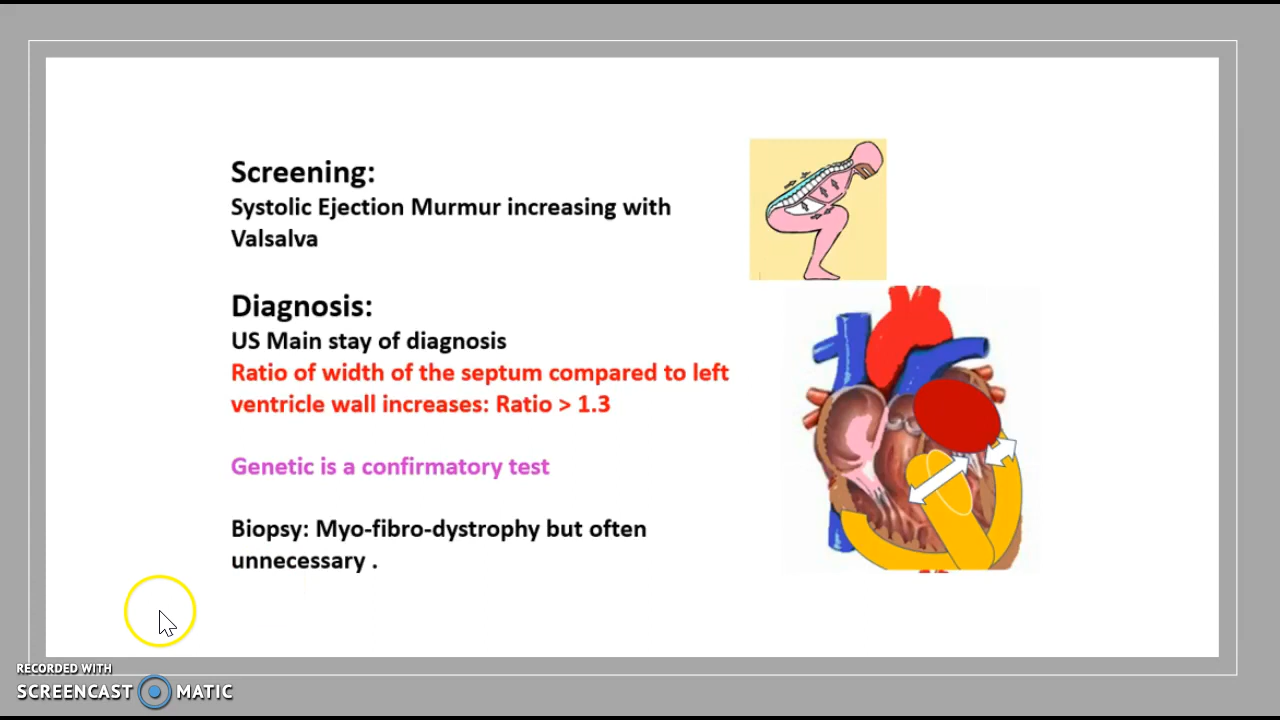 Screening:
Systolic Ejection Murmur increasing with
Valsalva
Diagnosis:
US Main stay of diagnosis
Ratio of width of the septum compared to left
ventricle wall increases: Ratio > 1.3
Genetic is a confirmatory test
Biopsy: Myo-fibro-dystrophy but often
unnecessary .
RECORDED WITH
SCREENCAST MATIC